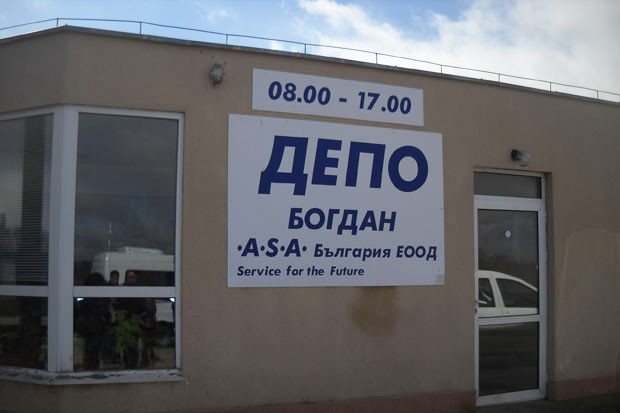 08.00 - 17.00
ДЕПО
БОГДАН
·A·S·A· България ЕООД
Service for the Future